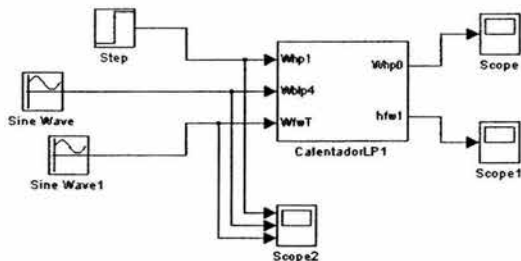 Step
Whp1
Whp0
Scope
Wblp4
Sine Wave
WfwT
hfw1
CalentadorLP1
Sine Wave1
Scope1
Scope2